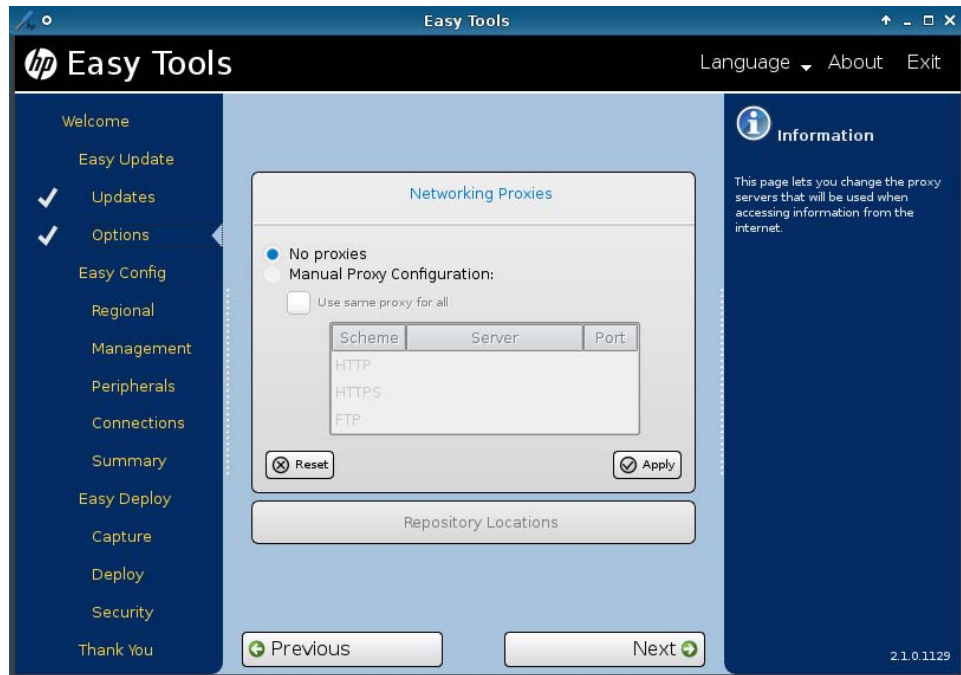 Easy Tools
hp Easy Tools
Language About Exit
Welcome
Easy Update
Updates
Options
Easy Config
Regional
Management
Peripherals
Connections
Summary
Easy Deploy
Capture
Deploy
Security
Thank You
Networking Proxies
No proxies
Manual Proxy Configuration:
Use same proxy for all
Scheme Server Port
HTTP
HTTPS
FTP
Reset Apply
Repository Locations
Previous Next
Information
This page lets you change the proxy
servers that will be used when
accessing information from the
internet.
2.1.0.1129